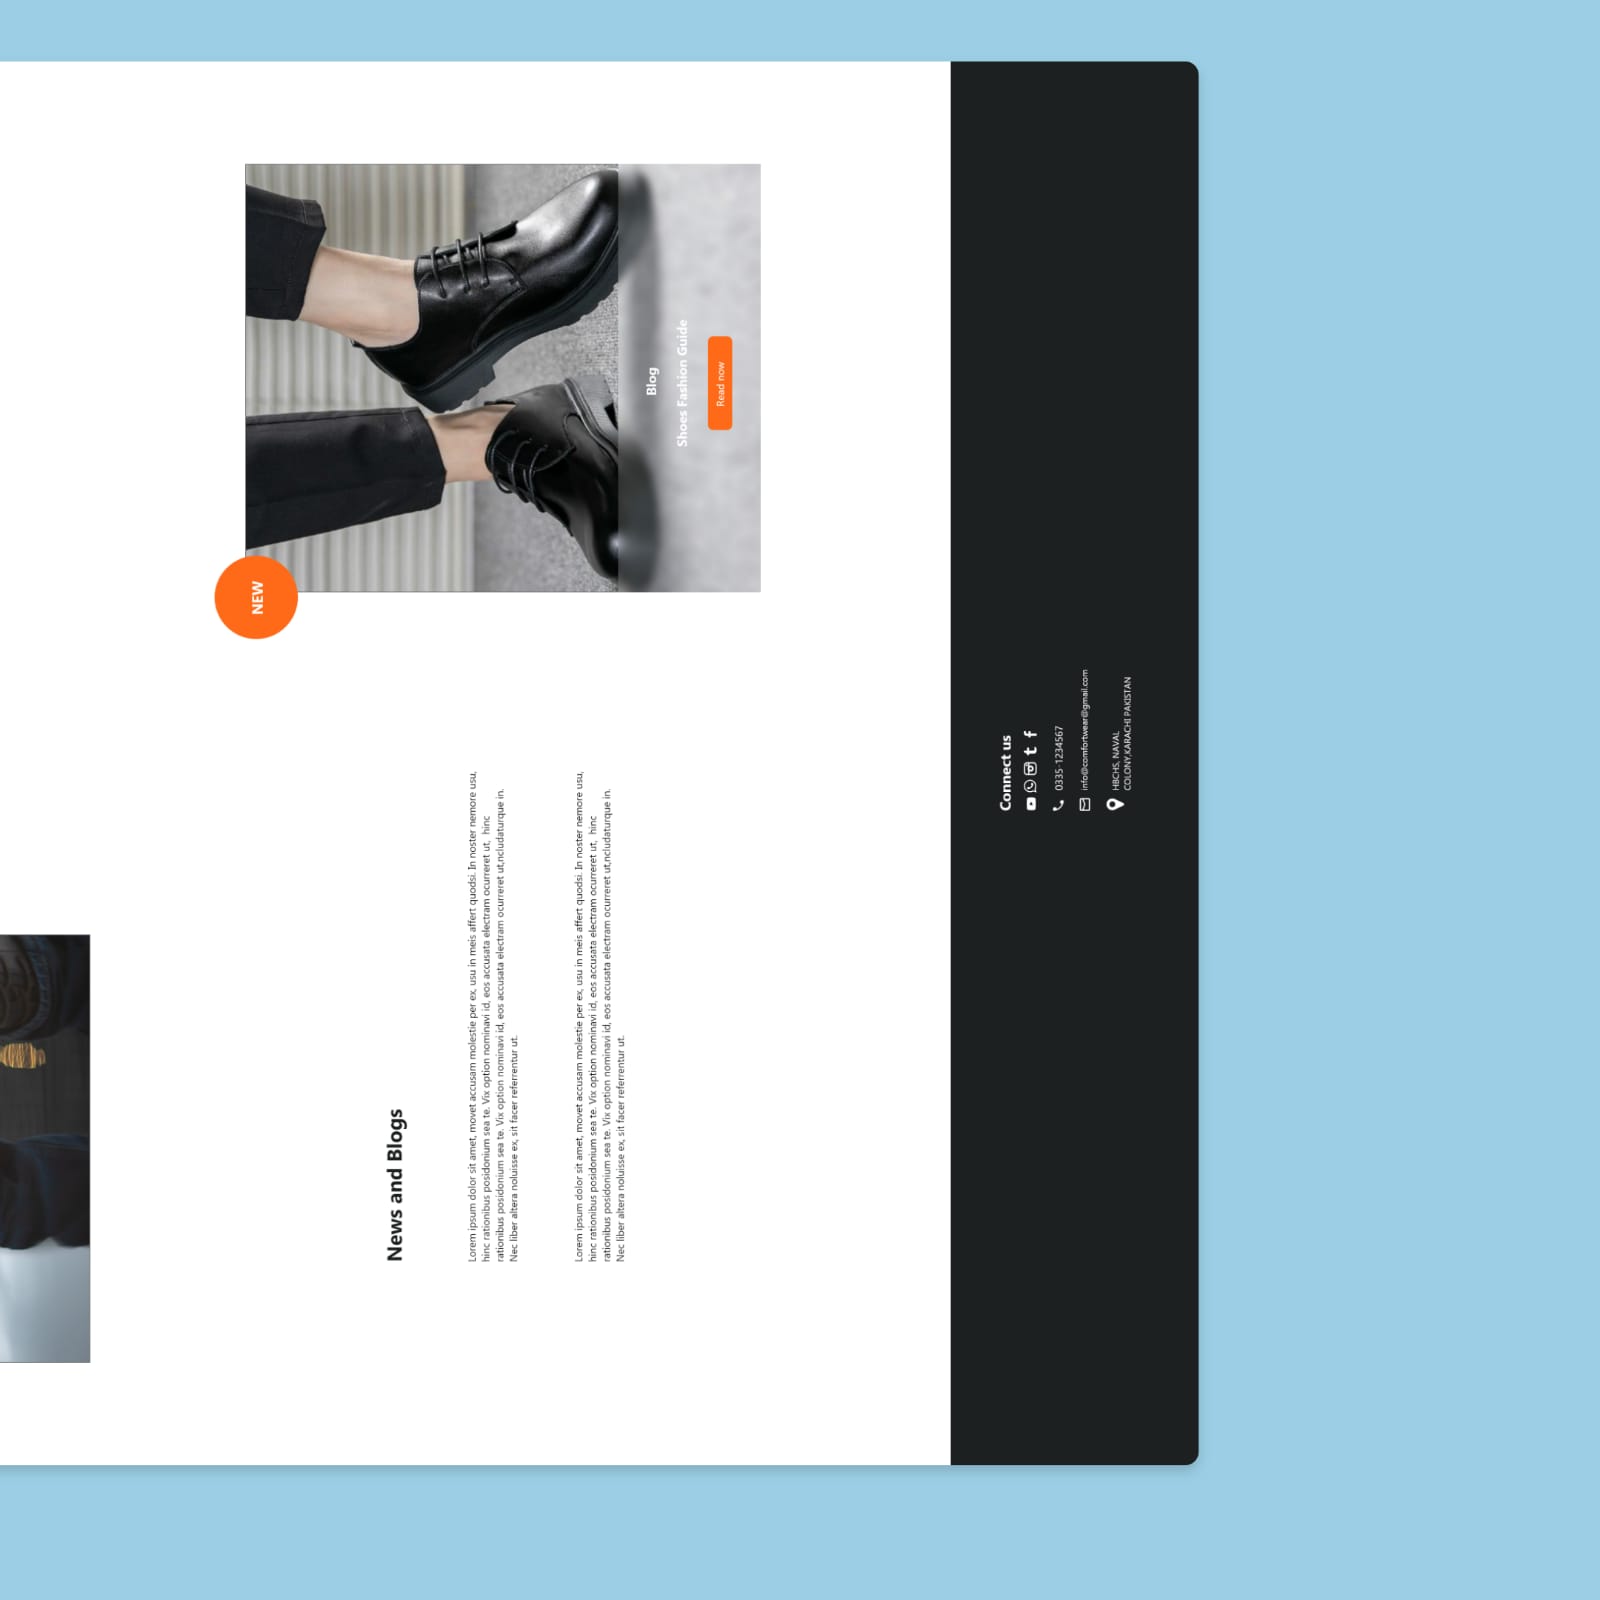 NEW
News and Blogs
Lorem ipsum dolor sit amet, movet accusam molestie per ex, usu in meis affert quodsi. In noster nemore usu,
hinc rationibus posidonium sea te. Vix option nominavi id, eos accusata electram ocurreret ut,  hinc
rationibus posidonium sea te. Vix option nominavi id, eos accusata electram ocurreret ut,ncludaturque in.
Nec liber altera noluisse ex, sit facer referrentur ut.
Lorem ipsum dolor sit amet, movet accusam molestie per ex, usu in meis affert quodsi. In noster nemore usu,
hinc rationibus posidonium sea te. Vix option nominavi id, eos accusata electram ocurreret ut,  hinc
rationibus posidonium sea te. Vix option nominavi id, eos accusata electram ocurreret ut,ncludaturque in.
Nec liber altera noluisse ex, sit facer referrentur ut.
Blog
Shoes Fashion Guide
Read now
Connect us
0335-1234567
info@comfortwear@gmail.com
HBCHS, NAVAL
COLONY,KARACHI PAKISTAN